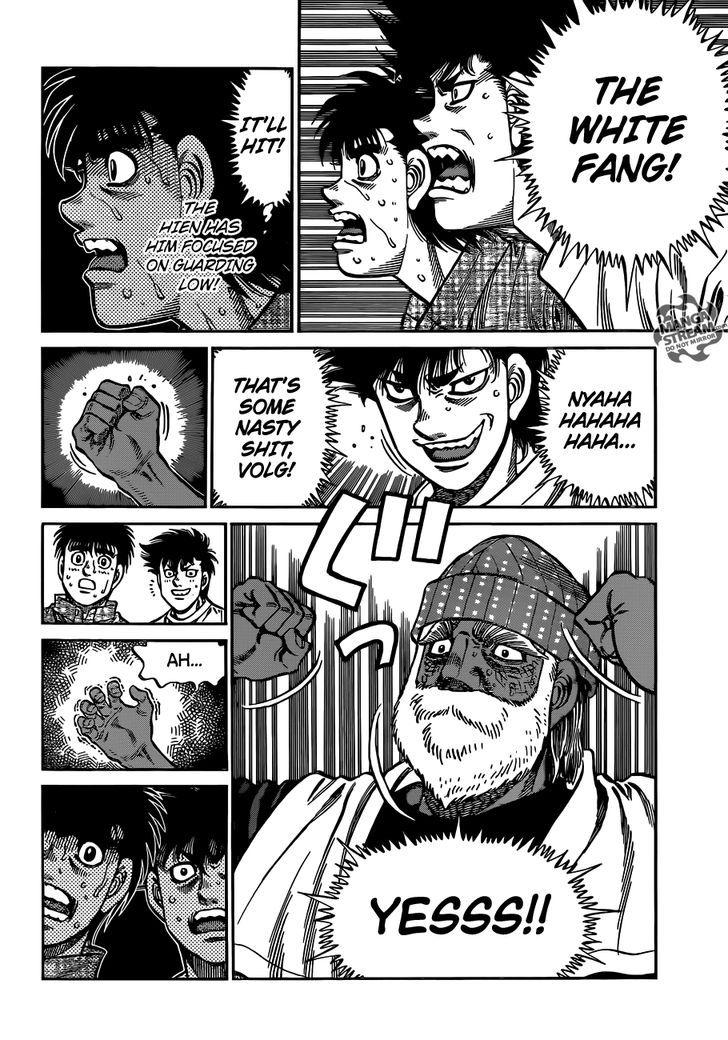 THE
WHITE
FANG!
IT'LL
HIT!
THE
HIEN HAS
HIM FOCUSED
ON GUARDING
LOW!
MANGA
STREAM
DO NOT MIRROR
NYAHA
HAHAHA
HAHA...
THAT'S
SOME
NASTY
SHIT,
VOLG!
ぐっ
YESSS!!
AH...